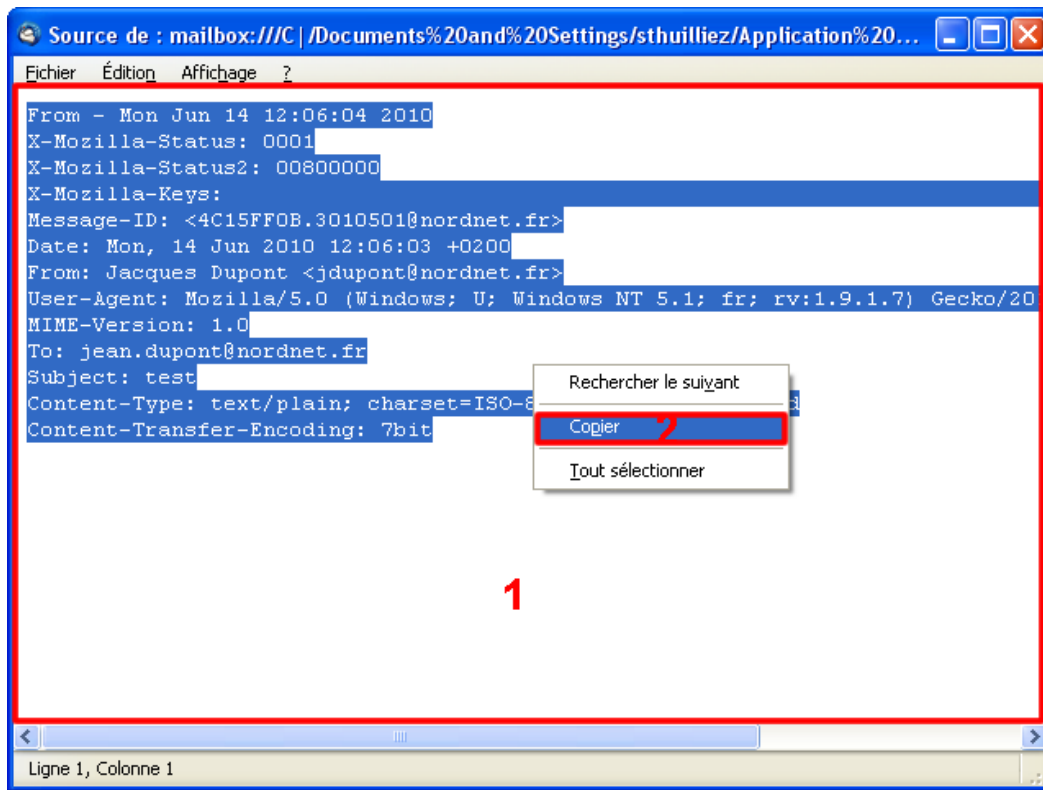 Source de : mailbox:///C|/Documents%20and%20Settings/sthuilliez/Application%20...
Fichier Édition Affichage ?
From - Mon Jun 14 12:06:04 2010
X-Mozilla-Status: 0001
X-Mozilla-Status2: 00800000
X-Mozilla-Keys:
Message-ID: <4C15FF0B.3010501@nordnet.fr>
Date: Mon, 14 Jun 2010 12:06:03 +0200
From: Jacques Dupont <jdupont@nordnet.fr>
User-Agent: Mozilla/5.0 (Windows; U; Windows NT 5.1; fr; rv:1.9.1.7) Gecko/20
MIME-Version: 1.0
To: jean.dupont@nordnet.fr
Subject: test
Rechercher le suivant
Content-Type: text/plain; charset=ISO-8
Copier 2
Content-Transfer-Encoding: 7bit
Tout sélectionner
1
Ligne 1, Colonne 1